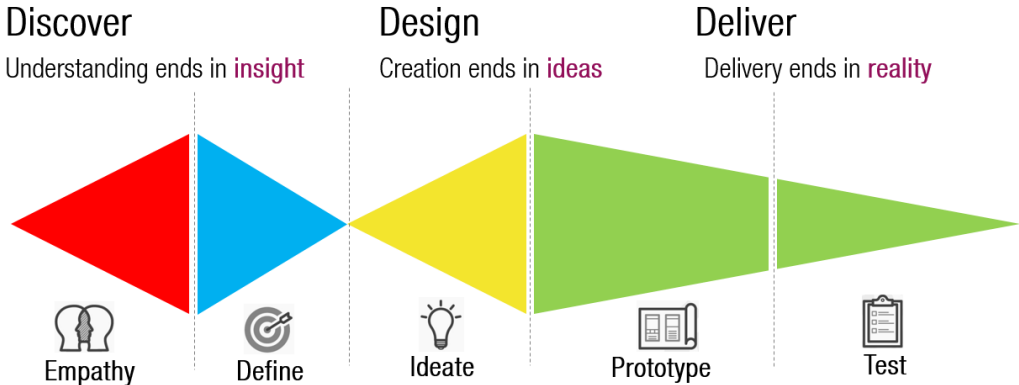 Discover
Understanding ends in insight
Design
Creation ends in ideas
Deliver
Delivery ends in reality
Empathy
Define
Ideate
Prototype
Test